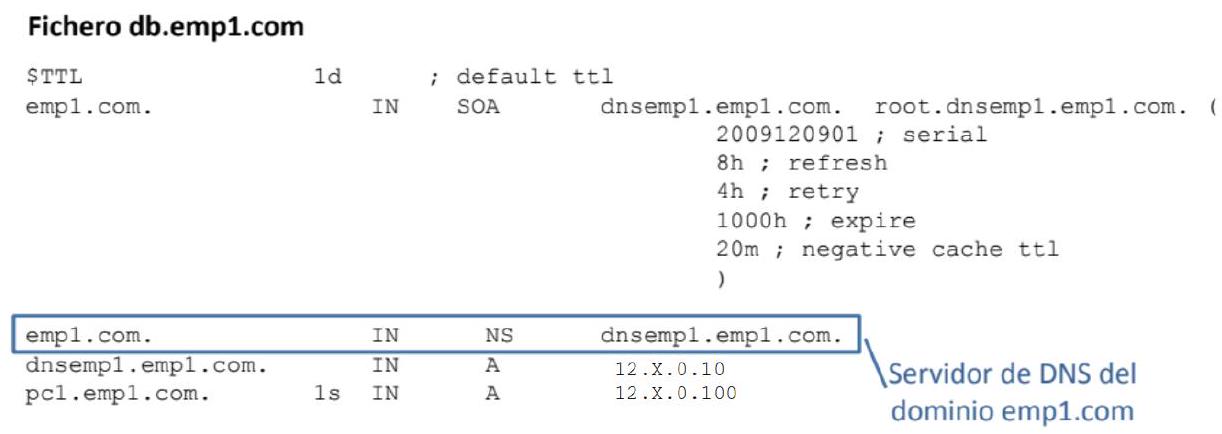 Fichero db.emp1.com
$TTL 1d ; default ttl
emp1.com. IN SOA dnsemp1.emp1.com. root.dnsemp1.emp1.com. (
2009120901 ; serial
8h ; refresh
4h ; retry
1000h ; expire
20m ; negative cache ttl
)
emp1.com. IN NS dnsemp1.emp1.com.
dnsemp1.emp1.com. IN A 12.X.0.10
pc1.emp1.com. 1s IN A 12.X.0.100
Servidor de DNS del
dominio emp1.com